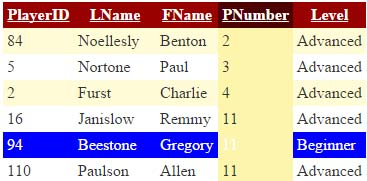 PlayerID LName FName PNumber Level
84 Noellesly Benton 2 Advanced
5 Nortone Paul 3 Advanced
2 Furst Charlie 4 Advanced
16 Janislow Remmy 11 Advanced
94 Beestone Gregory 11 Beginner
110 Paulson Allen 11 Advanced